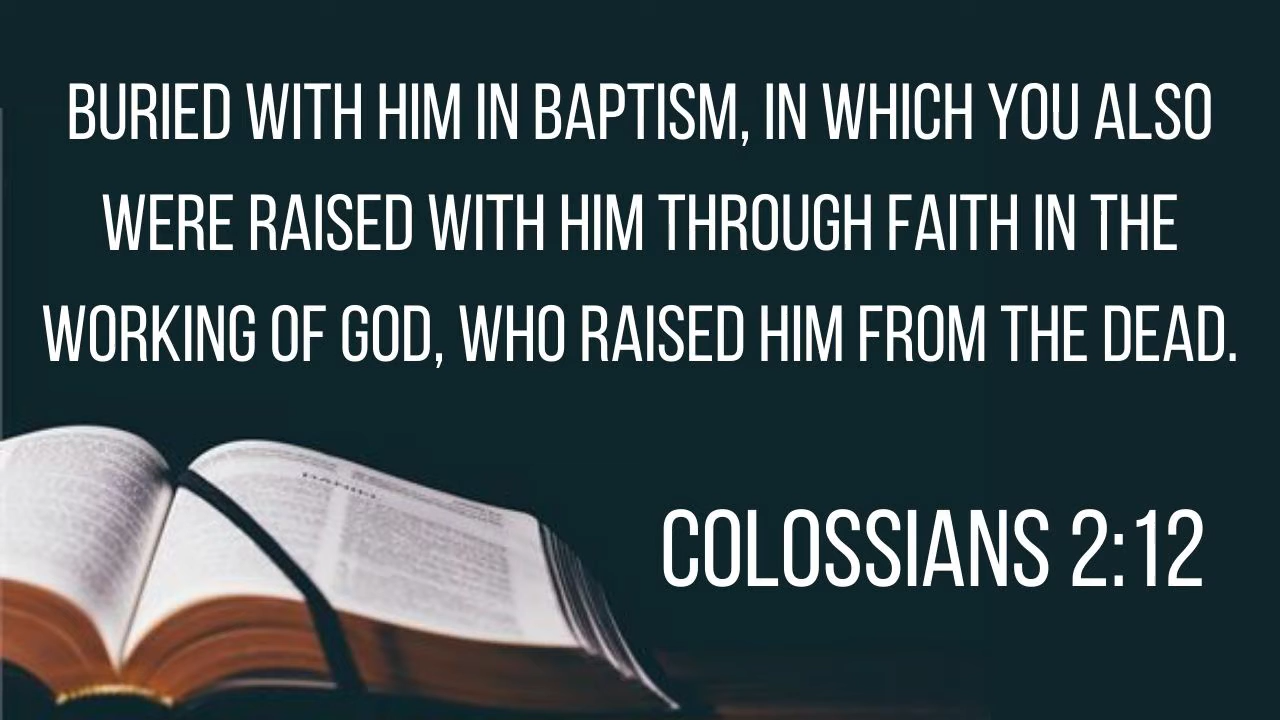 BURIED WITH HIM IN BAPTISM, IN WHICH YOU ALSO
WERE RAISED WITH HIM THROUGH FAITH IN THE
WORKING OF GOD, WHO RAISED HIM FROM THE DEAD.
DANIEL
COLOSSIANS 2:12